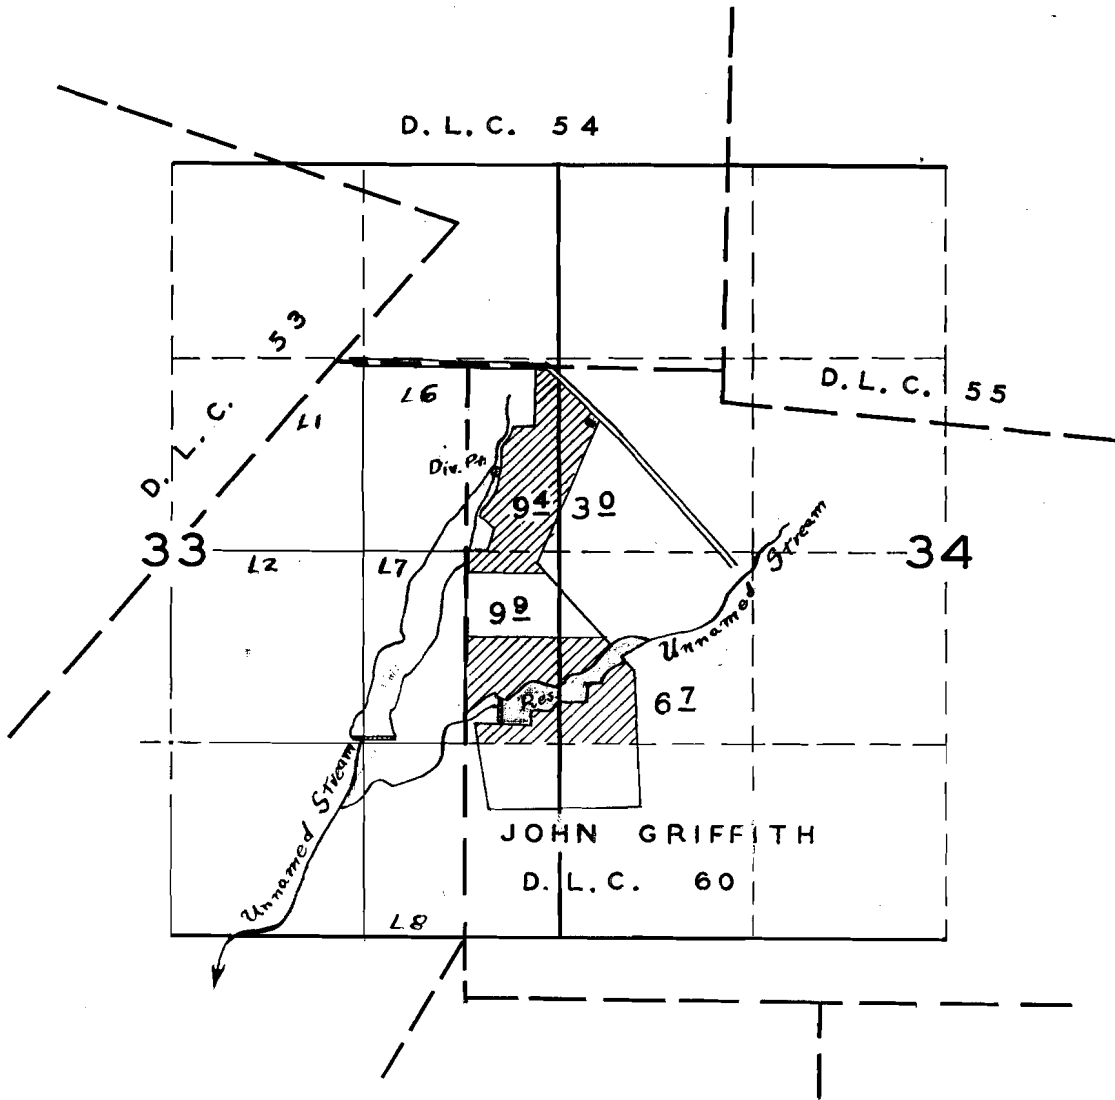 D. L. C. 54
D. L. C. 53
L6
D. L. C. 55
L1
Div. Pt.
9 4
3 0
33
34
L2
L7
Unnamed Stream
9 9
Res.
6 7
Unnamed Stream
JOHN GRIFFITH
D. L. C. 60
L8